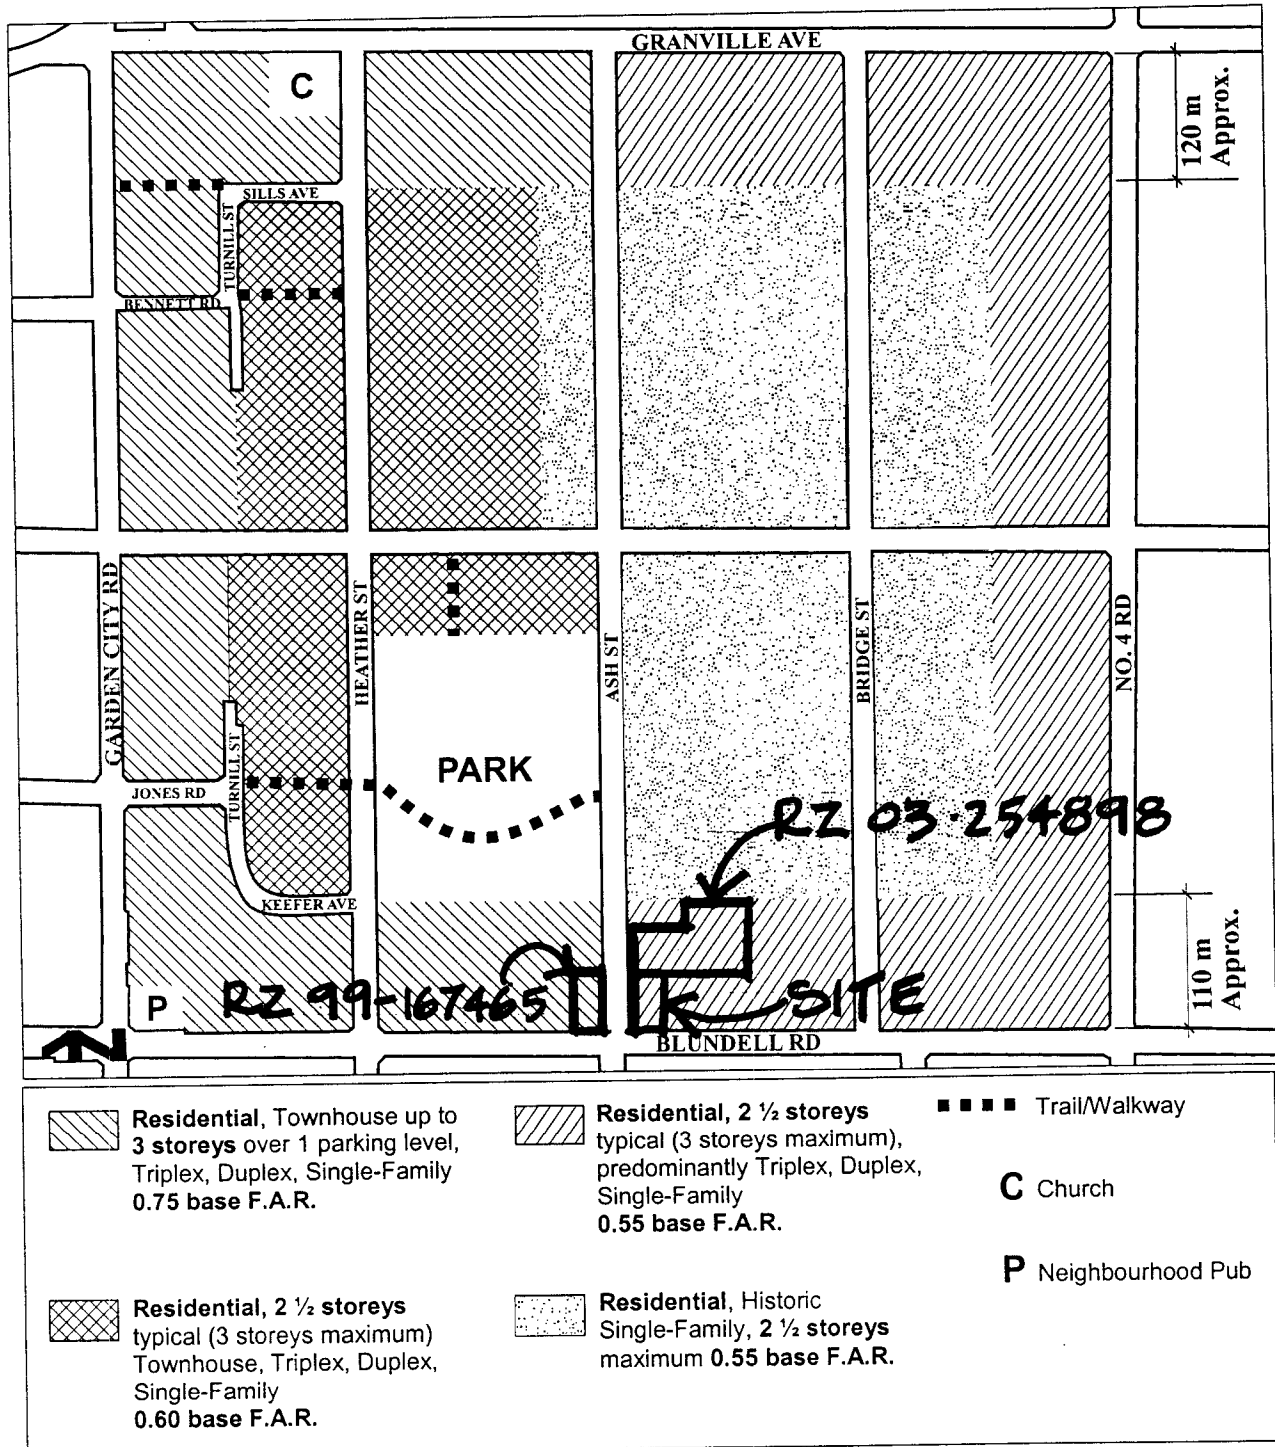 GRANVILLE AVE
C
120 m
Approx.
SILLS AVE
TURNILL ST
BENNETT RD
GARDEN CITY RD
HEATHER ST
ASH ST
BRIDGE ST
NO. 4 RD
PARK
JONES RD
TURNILL ST
RZ 03-254898
KEEFER AVE
110 m
Approx.
P
RZ 99-167465
SITE
N
BLUNDELL RD
Residential, Townhouse up to
3 storeys over 1 parking level,
Triplex, Duplex, Single-Family
0.75 base F.A.R.
Residential, 2 ½ storeys
typical (3 storeys maximum),
predominantly Triplex, Duplex,
Single-Family
0.55 base F.A.R.
Trail/Walkway
C Church
P Neighbourhood Pub
Residential, 2 ½ storeys
typical (3 storeys maximum)
Townhouse, Triplex, Duplex,
Single-Family
0.60 base F.A.R.
Residential, Historic
Single-Family, 2 ½ storeys
maximum 0.55 base F.A.R.